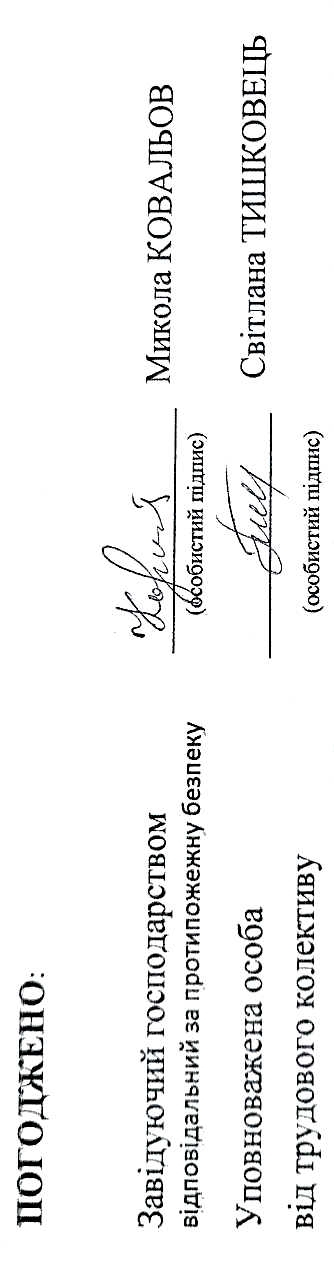 ПОГОДЖЕНО:
Завідуючий господарством Микола КОВАЛЬОВ
відповідальний за протипожежну безпеку (особистий підпис)
Уповноважена особа Світлана ТИШКОВЕЦЬ
від трудового колективу (особистий підпис)